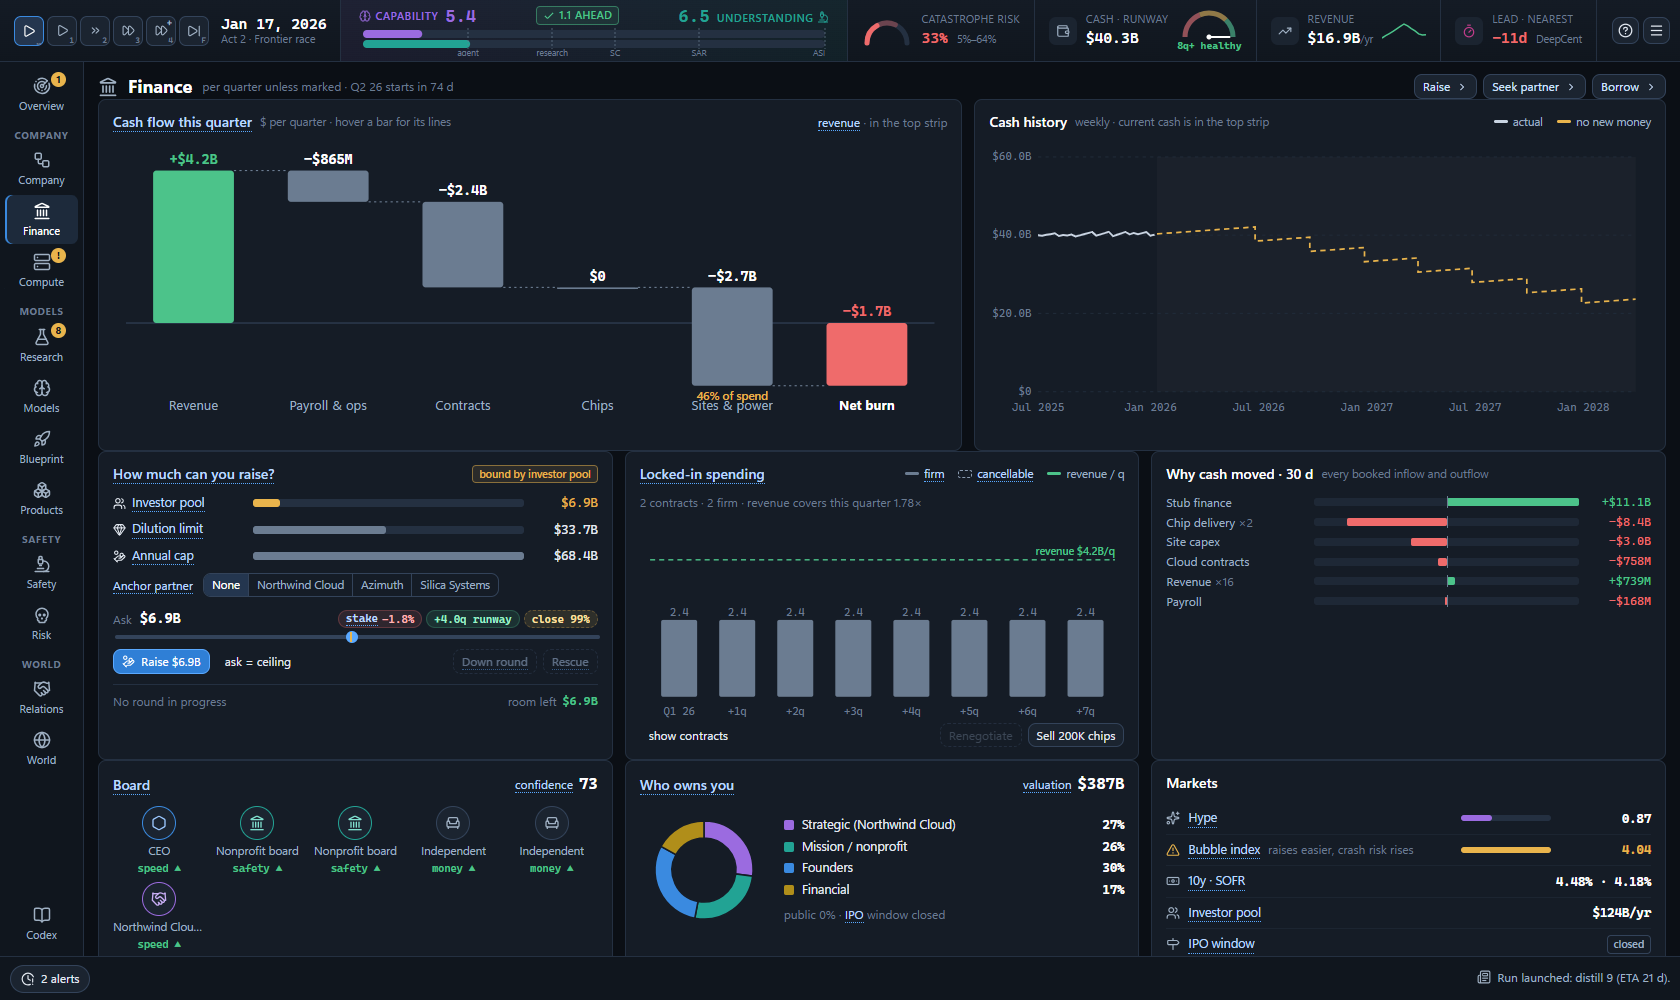 1
2
3
4
F
Jan 17, 2026
Act 2 · Frontier race
CAPABILITY 5.4
1.1 AHEAD
6.5 UNDERSTANDING
agent
research
SC
SAR
ASI
CATASTROPHE RISK
33% 5%–64%
CASH · RUNWAY
$40.3B
8q+ healthy
REVENUE
$16.9B/yr
LEAD · NEAREST
−11d DeepCent
Overview
1
COMPANY
Company
Finance
Compute
!
MODELS
Research
8
Models
Blueprint
Products
SAFETY
Safety
Risk
WORLD
Relations
World
Codex
Finance per quarter unless marked · Q2 26 starts in 74 d
Raise
Seek partner
Borrow
Cash flow this quarter $ per quarter · hover a bar for its lines
revenue · in the top strip
+$4.2B
−$865M
−$2.4B
$0
−$2.7B
−$1.7B
46% of spend
Revenue
Payroll & ops
Contracts
Chips
Sites & power
Net burn
Cash history weekly · current cash is in the top strip
actual
no new money
$60.0B
$40.0B
$20.0B
$0
Jul 2025
Jan 2026
Jul 2026
Jan 2027
Jul 2027
Jan 2028
How much can you raise?
bound by investor pool
Investor pool $6.9B
Dilution limit $33.7B
Annual cap $68.4B
Anchor partner None Northwind Cloud Azimuth Silica Systems
Ask $6.9B
stake −1.8%
+4.0q runway
close 99%
Raise $6.9B
ask = ceiling
Down round
Rescue
No round in progress
room left $6.9B
Locked-in spending
firm
cancellable
revenue / q
2 contracts · 2 firm · revenue covers this quarter 1.78×
revenue $4.2B/q
2.4 2.4 2.4 2.4 2.4 2.4 2.4 2.4
Q1 26 +1q +2q +3q +4q +5q +6q +7q
show contracts
Renegotiate
Sell 200K chips
Why cash moved · 30 d every booked inflow and outflow
Stub finance +$11.1B
Chip delivery ×2 −$8.4B
Site capex −$3.0B
Cloud contracts −$758M
Revenue ×16 +$739M
Payroll −$168M
Board
confidence 73
CEO
speed ▲
Nonprofit board
safety ▲
Nonprofit board
safety ▲
Independent
money ▲
Independent
money ▲
Northwind Clou...
speed ▲
Who owns you
valuation $387B
Strategic (Northwind Cloud) 27%
Mission / nonprofit 26%
Founders 30%
Financial 17%
public 0% · IPO window closed
Markets
Hype 0.87
Bubble index raises easier, crash risk rises 4.04
10y · SOFR 4.48% · 4.18%
Investor pool $124B/yr
IPO window closed
2 alerts
Run launched: distill 9 (ETA 21 d).